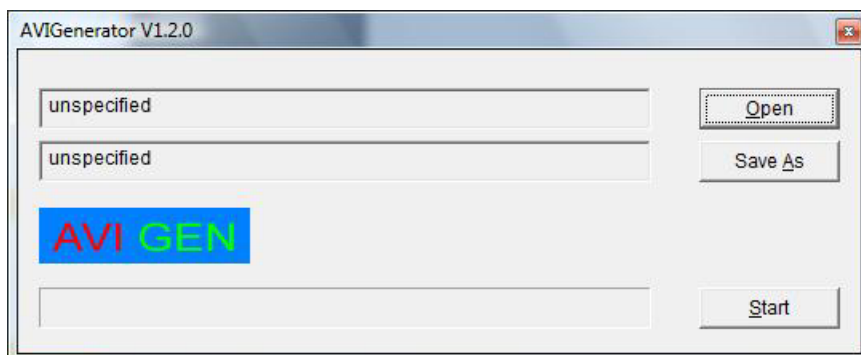 AVIGenerator V1.2.0
unspecified
Open
unspecified
Save As
AVI GEN
Start